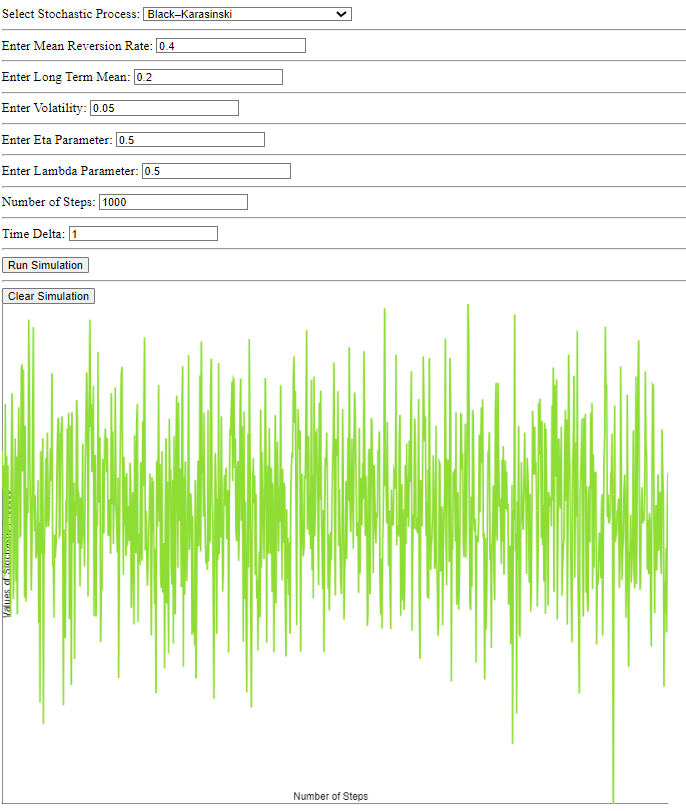 Select Stochastic Process: Black–Karasinski
Enter Mean Reversion Rate: 0.4
Enter Long Term Mean: 0.2
Enter Volatility: 0.05
Enter Eta Parameter: 0.5
Enter Lambda Parameter: 0.5
Number of Steps: 1000
Time Delta: 1
Run Simulation
Clear Simulation
Values of
Number of Steps